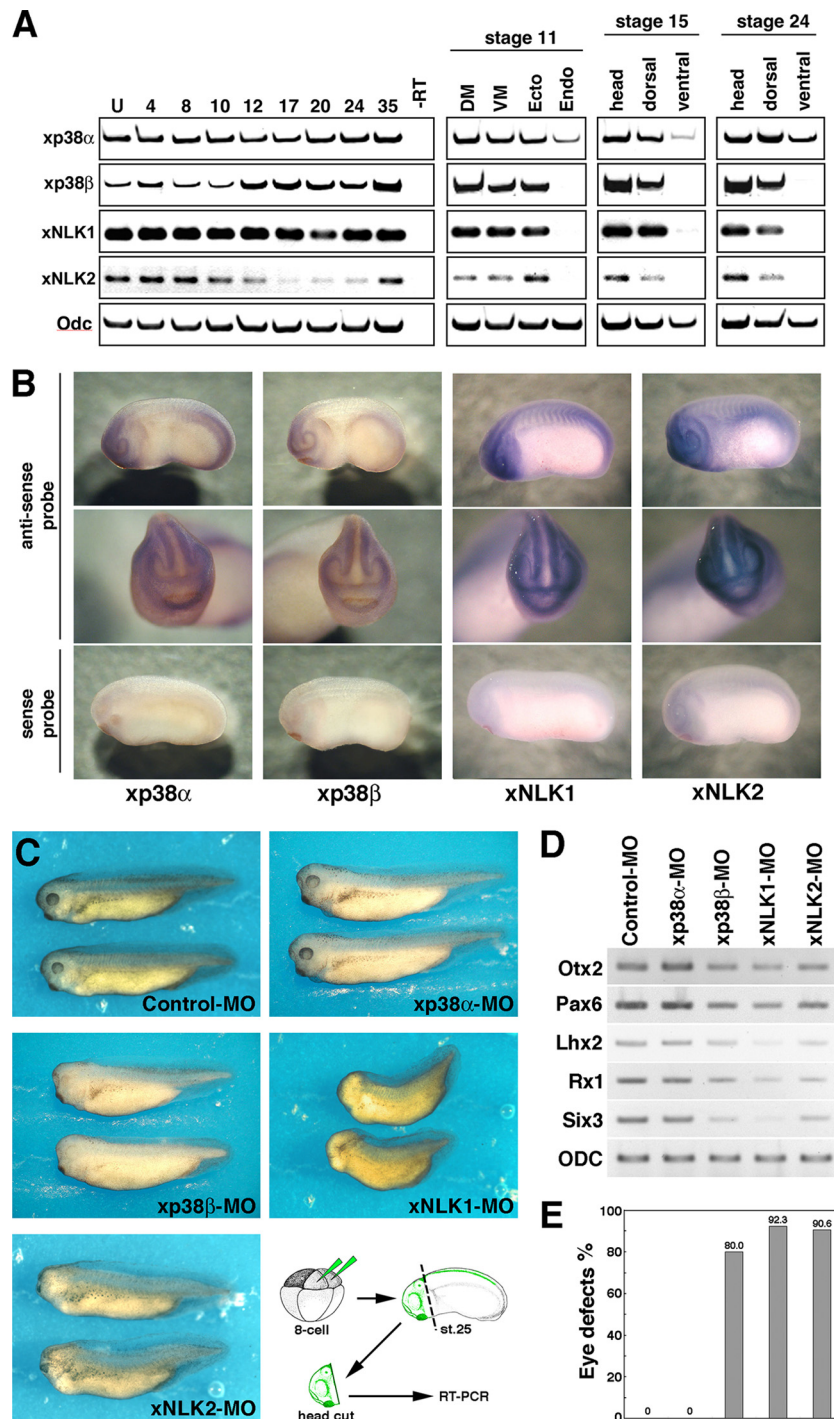 A
stage 11
stage 15
stage 24
U 4 8 10 12 17 20 24 35 -RT
DM VM Ecto Endo
head dorsal ventral
head dorsal ventral
xp38α
xp38β
xNLK1
xNLK2
Odc
B
anti-sense
probe
sense
probe
xp38α xp38β xNLK1 xNLK2
C
Control-MO
xp38α-MO
xp38β-MO
xNLK1-MO
xNLK2-MO
8-cell
st.25
head cut
RT-PCR
D
Control-MO xp38α-MO xp38β-MO xNLK1-MO xNLK2-MO
Otx2
Pax6
Lhx2
Rx1
Six3
ODC
E
Eye defects %
100
80
60
40
20
0
0 0 80.0 92.3 90.6